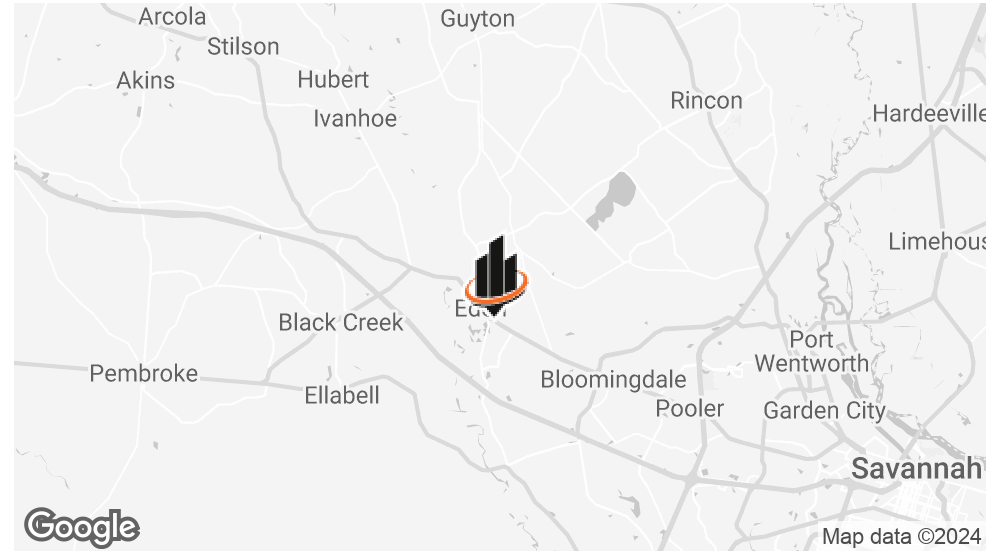 Arcola
Guyton
Stilson
Akins
Hubert
Rincon
Ivanhoe
Hardeeville
Limehous
Black Creek
Port
Wentworth
Pembroke
Bloomingdale
Ellabell
Pooler
Garden City
Savannah
Google
Map data ©2024